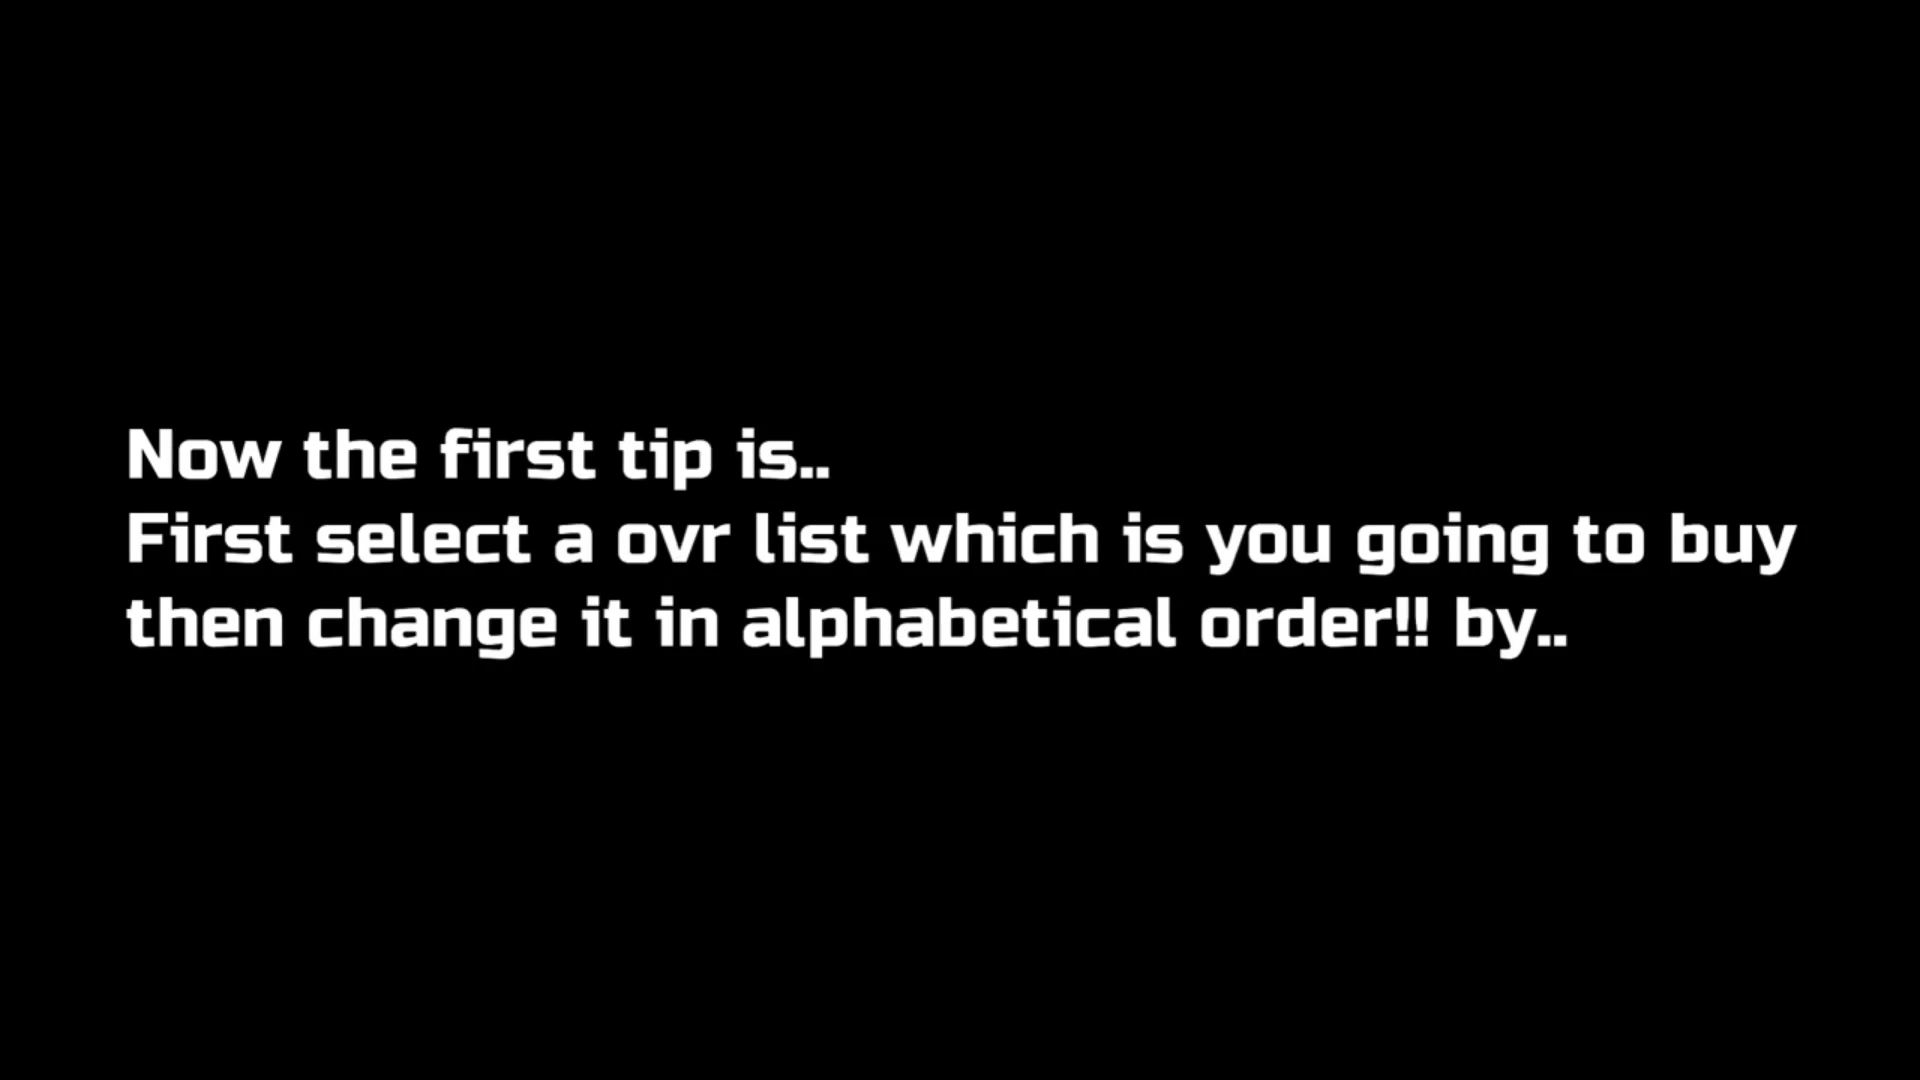 Now the first tip is..
First select a ovr list which is you going to buy
then change it in alphabetical order!! by..